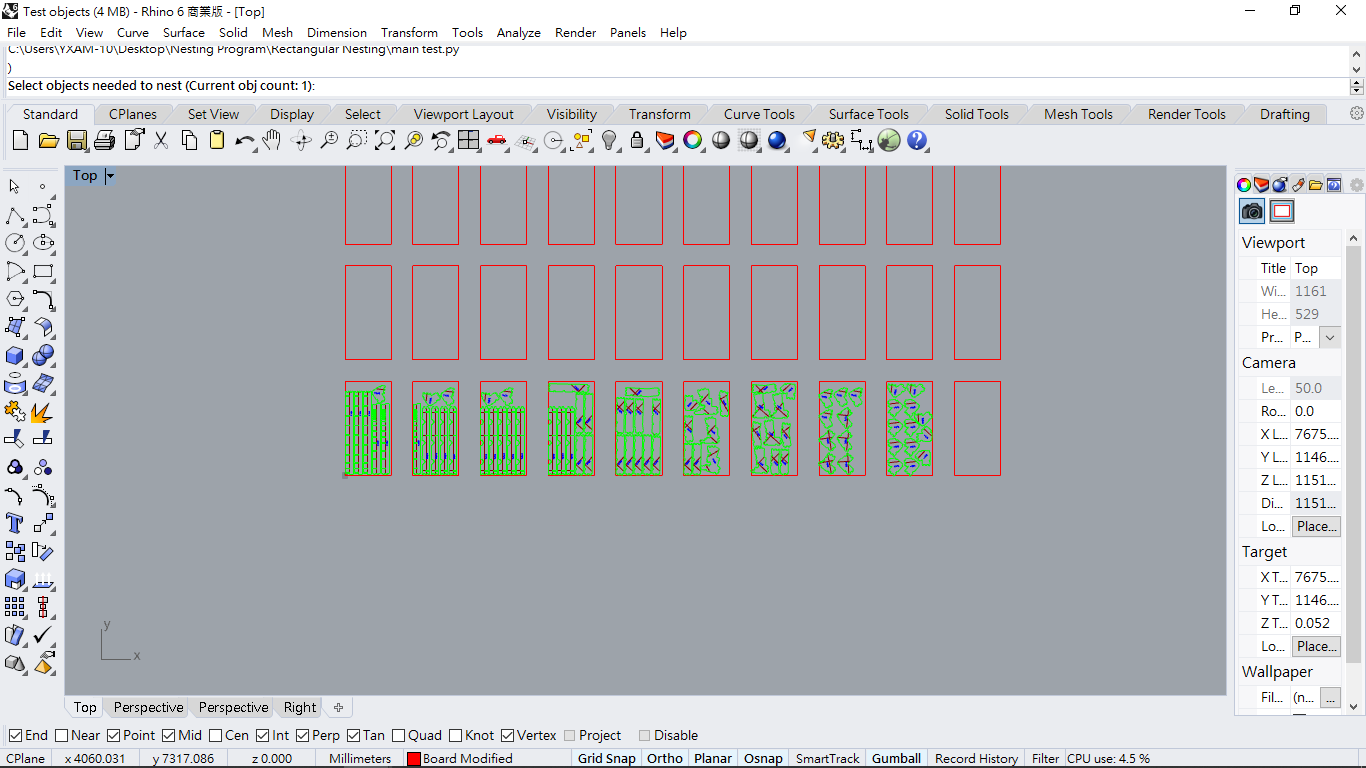 Test objects (4 MB) - Rhino 6 商業版 - [Top]
File Edit View Curve Surface Solid Mesh Dimension Transform Tools Analyze Render Panels Help
C:\Users\YXAM-10\Desktop\Nesting Program\Rectangular Nesting\main test.py
)
Select objects needed to nest (Current obj count: 1):
Standard CPlanes Set View Display Select Viewport Layout Visibility Transform Curve Tools Surface Tools Solid Tools Mesh Tools Render Tools Drafting
Top
Viewport
Title Top
Wi... 1161
He... 529
Pr... P...
Camera
Le... 50.0
Ro... 0.0
X L... 7675....
Y L... 1146....
Z L... 1151....
Di... 1151...
Lo... Place...
Target
X T... 7675....
Y T... 1146....
Z T... 0.052
Lo... Place...
Wallpaper
Fil... (n... ...
y
x
Top Perspective Perspective Right
End Near Point Mid Cen Int Perp Tan Quad Knot Vertex Project Disable
CPlane x 4060.031 y 7317.086 z 0.000 Millimeters Board Modified Grid Snap Ortho Planar Osnap SmartTrack Gumball Record History Filter CPU use: 4.5 %